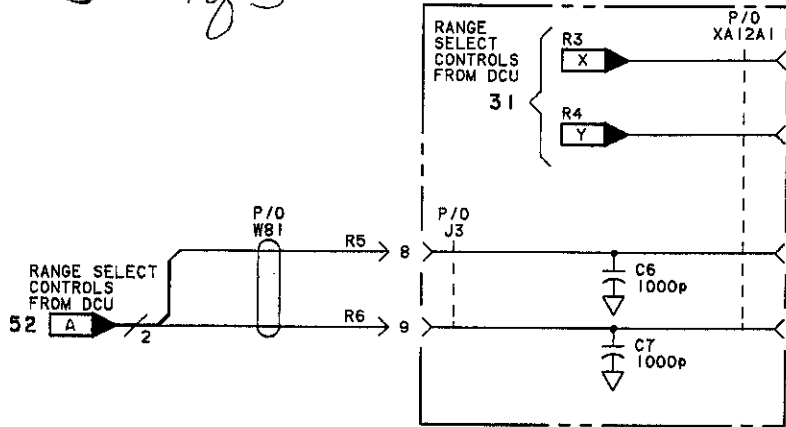 RANGE
SELECT
CONTROLS
FROM DCU
31
R3
X
R4
Y
P/O
XA12A1
P/O
W81
P/O
J3
R5
8
C6
1000p
RANGE SELECT
CONTROLS
FROM DCU
52
A
2
R6
9
C7
1000p